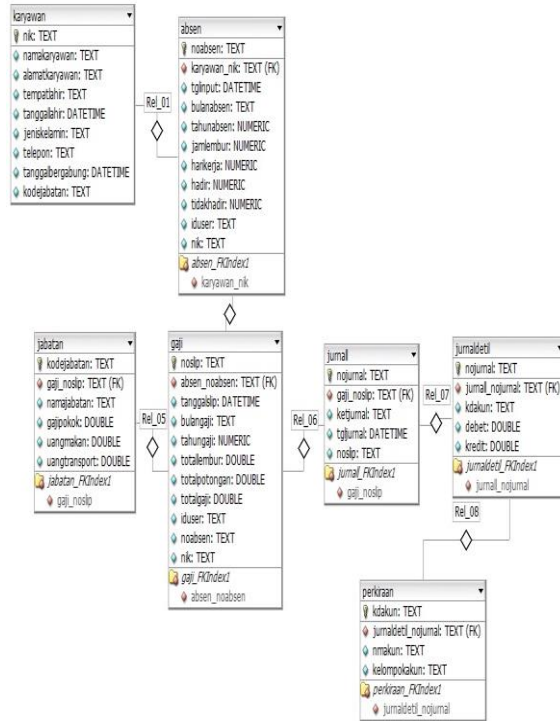 karyawan
nik: TEXT
namakaryawan: TEXT
alamatkaryawan: TEXT
tempatlahir: TEXT
tanggallahir: DATETIME
jeniskelamin: TEXT
telepon: TEXT
tanggalbergabung: DATETIME
kodejabatan: TEXT
Rel_01
absen
noabsen: TEXT
karyawan_nik: TEXT (FK)
tglinput: DATETIME
bulanabsen: TEXT
tahunabsen: NUMERIC
jamlembur: NUMERIC
harikerja: NUMERIC
hadir: NUMERIC
tidakhadir: NUMERIC
iduser: TEXT
nik: TEXT
absen_FKIndex1
karyawan_nik
jabatan
kodejabatan: TEXT
gaji_noslip: TEXT (FK)
namajabatan: TEXT
gajipokok: DOUBLE
uangmakan: DOUBLE
uangtransport: DOUBLE
jabatan_FKIndex1
gaji_noslip
Rel_05
gaji
noslip: TEXT
absen_noabsen: TEXT (FK)
tanggalslip: DATETIME
bulangaji: TEXT
tahungaji: NUMERIC
totallembur: DOUBLE
totalpotongan: DOUBLE
totalgaji: DOUBLE
iduser: TEXT
noabsen: TEXT
nik: TEXT
gaji_FKIndex1
absen_noabsen
Rel_06
jurnal
nojurnal: TEXT
gaji_noslip: TEXT (FK)
ketjurnal: TEXT
tgljurnal: DATETIME
noslip: TEXT
jurnal_FKIndex1
gaji_noslip
Rel_07
jurnaldetil
nojurnal: TEXT
jurnal_nojurnal: TEXT (FK)
kdakun: TEXT
debet: DOUBLE
kredit: DOUBLE
jurnaldetil_FKIndex1
jurnal_nojurnal
Rel_08
perkiraan
kdakun: TEXT
jurnaldetil_nojurnal: TEXT (FK)
nmakun: TEXT
kelompokakun: TEXT
perkiraan_FKIndex1
jurnaldetil_nojurnal